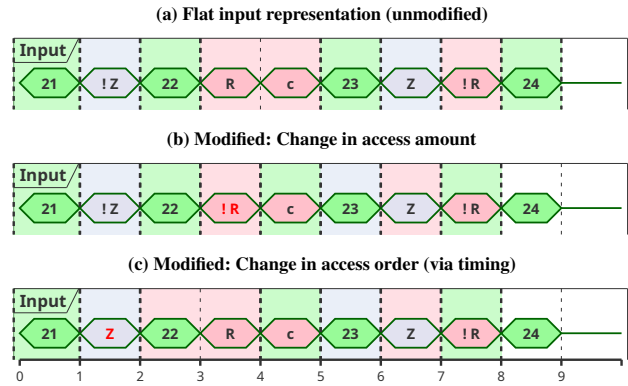 (a) Flat input representation (unmodified)
Input
21 ! Z 22 R c 23 Z ! R 24
(b) Modified: Change in access amount
Input
21 ! Z 22 ! R c 23 Z ! R 24
(c) Modified: Change in access order (via timing)
Input
21 Z 22 R c 23 Z ! R 24
0 1 2 3 4 5 6 7 8 9